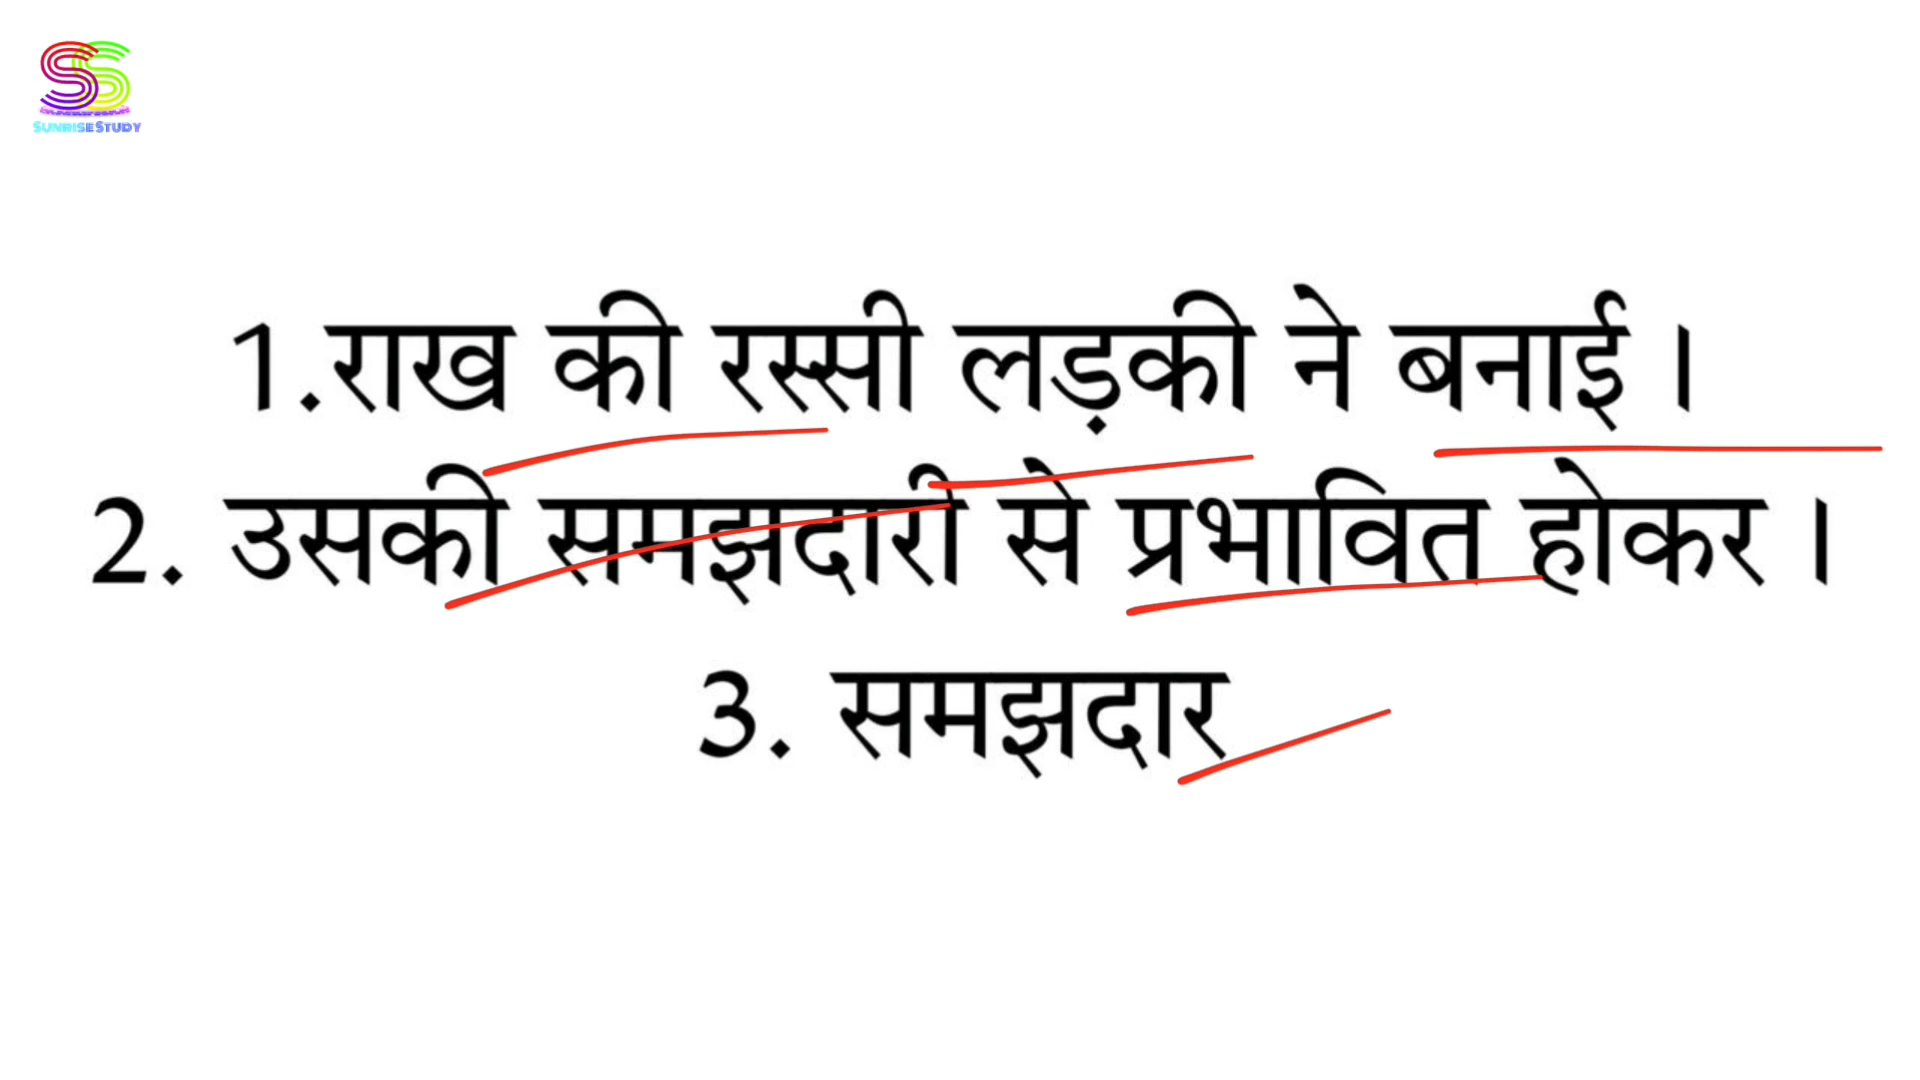 SUNRISESTUDY
1.राख की रस्सी लड़की ने बनाई ।
2. उसकी समझदारी से प्रभावित होकर ।
3. समझदार